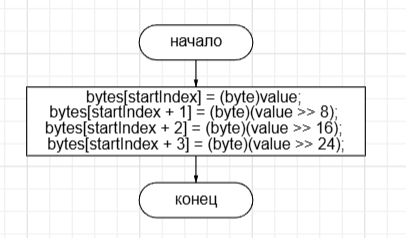 начало
bytes[startIndex] = (byte)value;
bytes[startIndex + 1] = (byte)(value >> 8);
bytes[startIndex + 2] = (byte)(value >> 16);
bytes[startIndex + 3] = (byte)(value >> 24);
конец